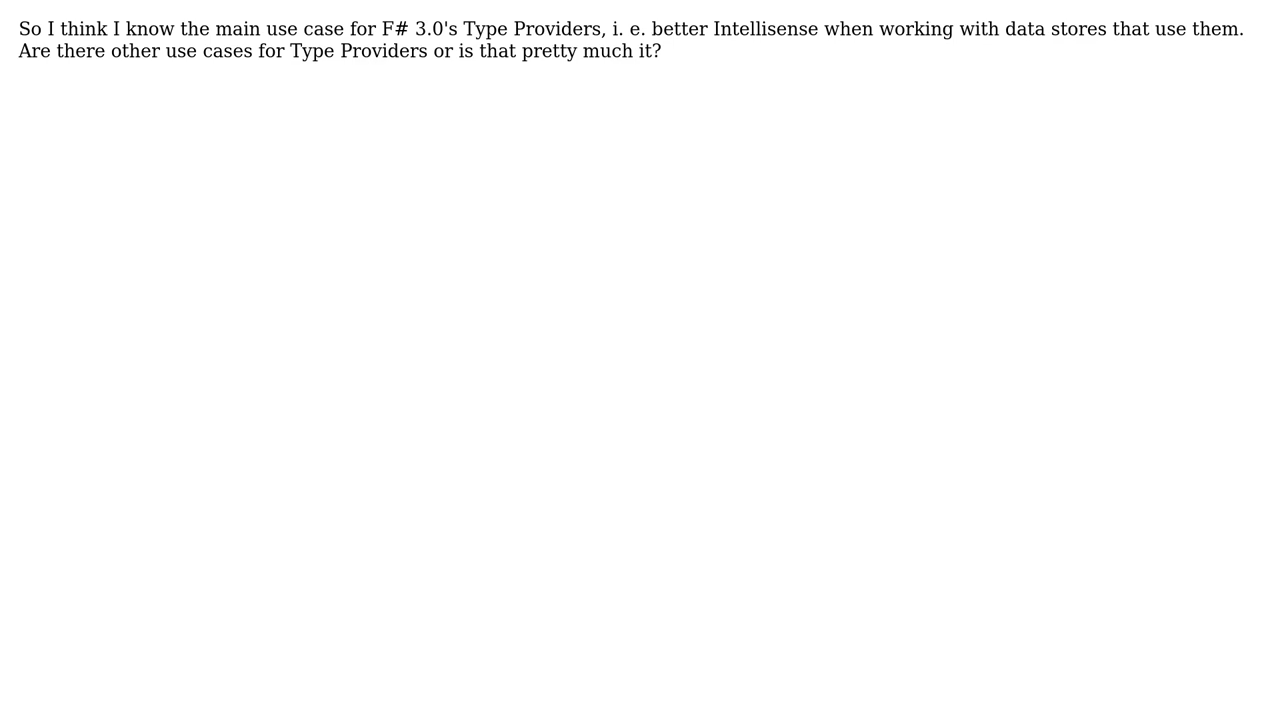 So I think I know the main use case for F# 3.0's Type Providers, i. e. better Intellisense when working with data stores that use them.
Are there other use cases for Type Providers or is that pretty much it?